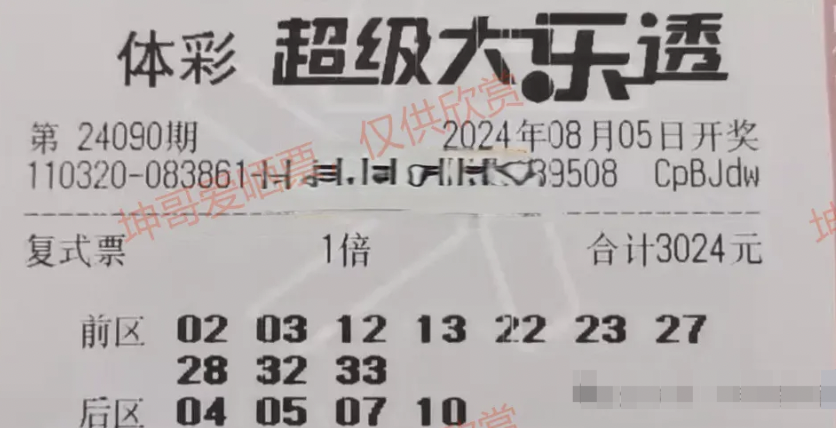 体彩 超级大乐透
第 24090期 2024年08月05日开奖
110320-083861- 89508 CpBJdw
复式票 1倍 合计3024元
前区 02 03 12 13 22 23 27
28 32 33
后区 04 05 07 10
坤哥爱晒票 仅供欣赏